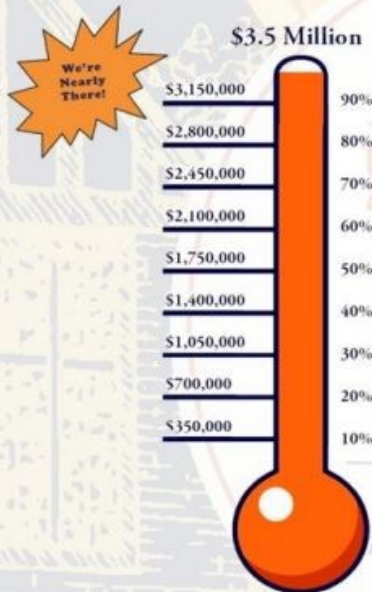 $3.5 Million
We're
Nearly
There!
$3,150,000 90%
$2,800,000 80%
$2,450,000 70%
$2,100,000 60%
$1,750,000 50%
$1,400,000 40%
$1,050,000 30%
$700,000 20%
$350,000 10%